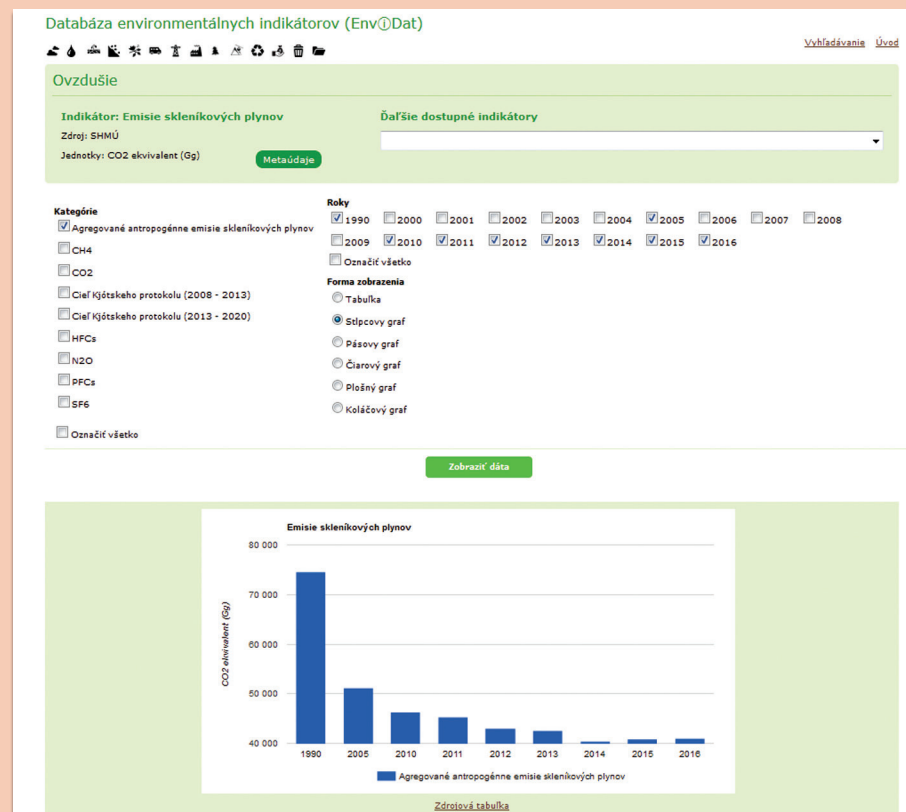 Databáza environmentálnych indikátorov (EnvⓘDat)
Vyhľadávanie Úvod
Ovzdušie
Indikátor: Emisie skleníkových plynov
Zdroj: SHMÚ
Jednotky: CO2 ekvivalent (Gg)
Metaúdaje
Ďaľšie dostupné indikátory
Kategórie
Agregované antropogénne emisie skleníkových plynov
CH4
CO2
Cieľ Kjótskeho protokolu (2008 - 2013)
Cieľ Kjótskeho protokolu (2013 - 2020)
HFCs
N2O
PFCs
SF6
Označiť všetko
Roky
1990 2000 2001 2002 2003 2004 2005 2006 2007 2008
2009 2010 2011 2012 2013 2014 2015 2016
Označiť všetko
Forma zobrazenia
Tabuľka
Stĺpcovy graf
Pásovy graf
Čiarový graf
Plošný graf
Koláčový graf
Zobraziť dáta
Emisie skleníkových plynov
CO2 ekvivalent (Gg)
80 000
70 000
60 000
50 000
40 000
1990 2005 2010 2011 2012 2013 2014 2015 2016
Agregované antropogénne emisie skleníkových plynov
Zdrojová tabuľka